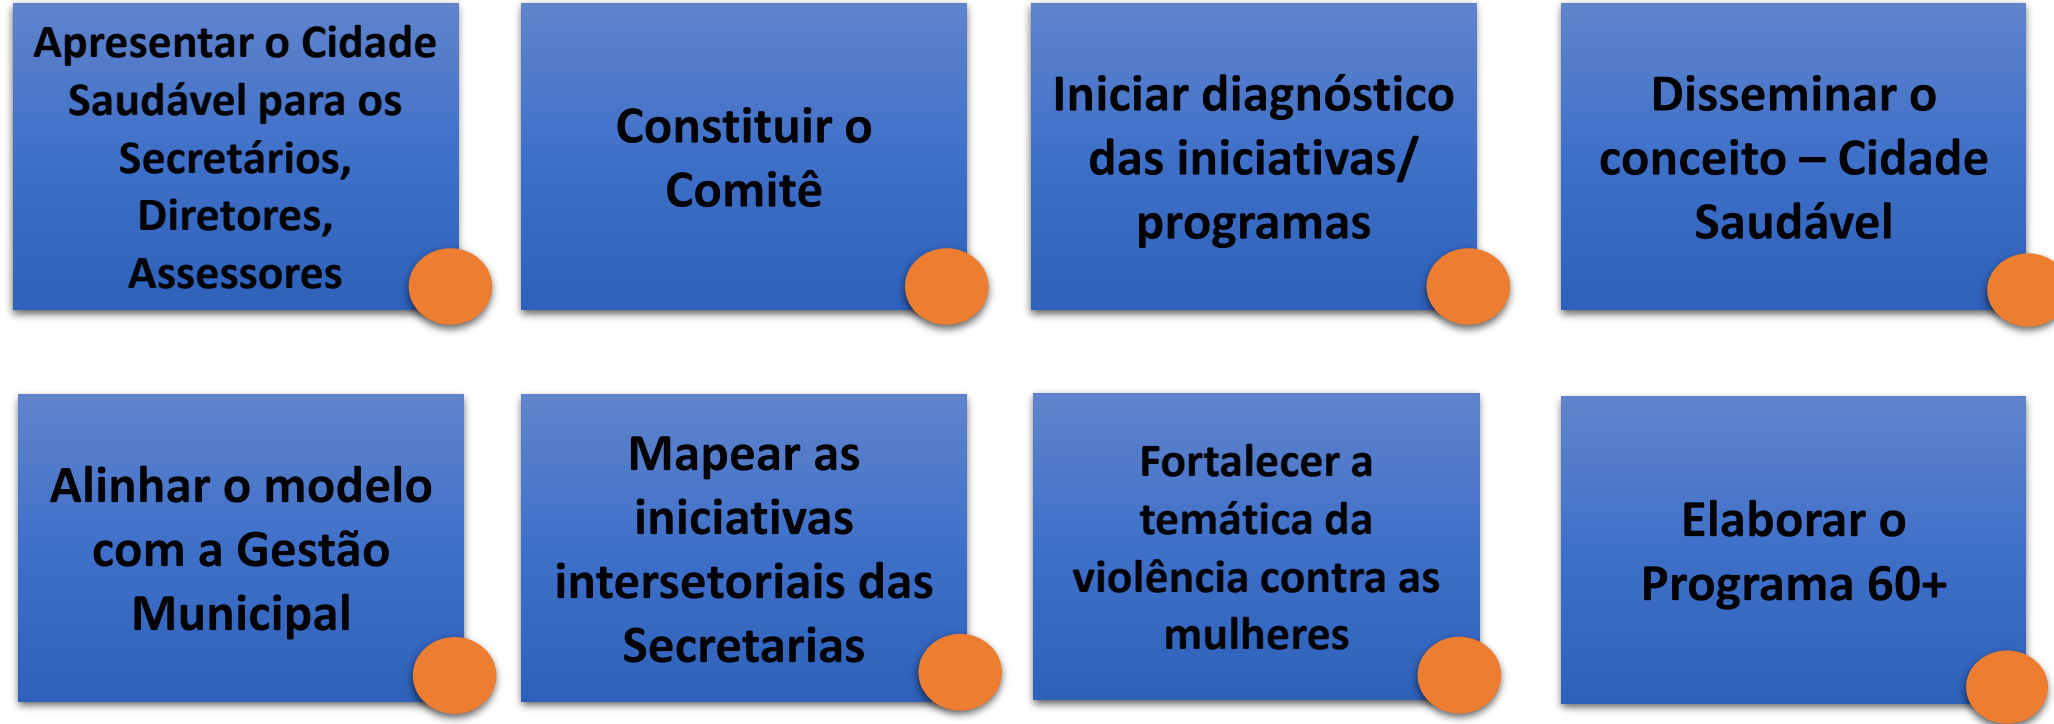 Apresentar o Cidade
Saudável para os
Secretários,
Diretores,
Assessores
Constituir o
Comitê
Iniciar diagnóstico
das iniciativas/
programas
Disseminar o
conceito – Cidade
Saudável
Alinhar o modelo
com a Gestão
Municipal
Mapear as
iniciativas
intersetoriais das
Secretarias
Fortalecer a
temática da
violência contra as
mulheres
Elaborar o
Programa 60+